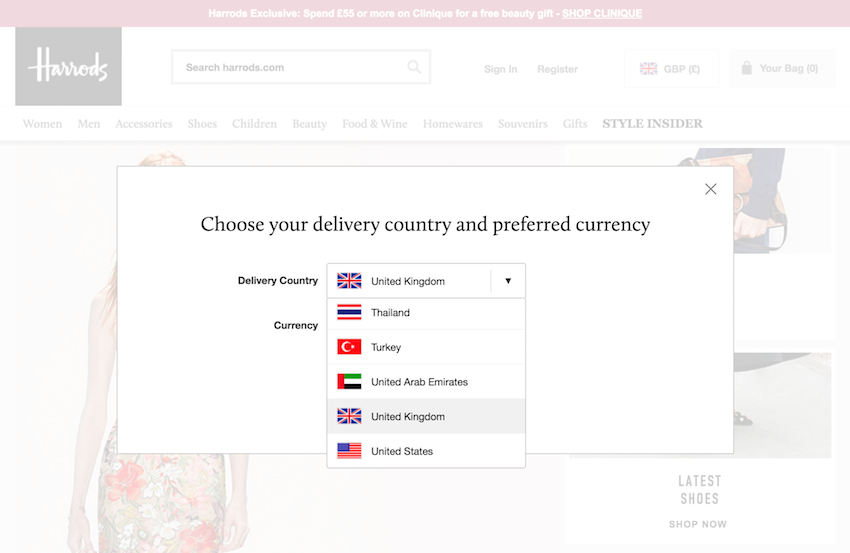 Harrods Exclusive: Spend £55 or more on Clinique for a free beauty gift - SHOP CLINIQUE
Harrods
Search harrods.com
Sign In
Register
GBP (£)
Your Bag (0)
Women
Men
Accessories
Shoes
Children
Beauty
Food & Wine
Homewares
Souvenirs
Gifts
STYLE INSIDER
Choose your delivery country and preferred currency
Delivery Country
United Kingdom
Currency
Thailand
Turkey
United Arab Emirates
United Kingdom
United States
LATEST
SHOES
SHOP NOW